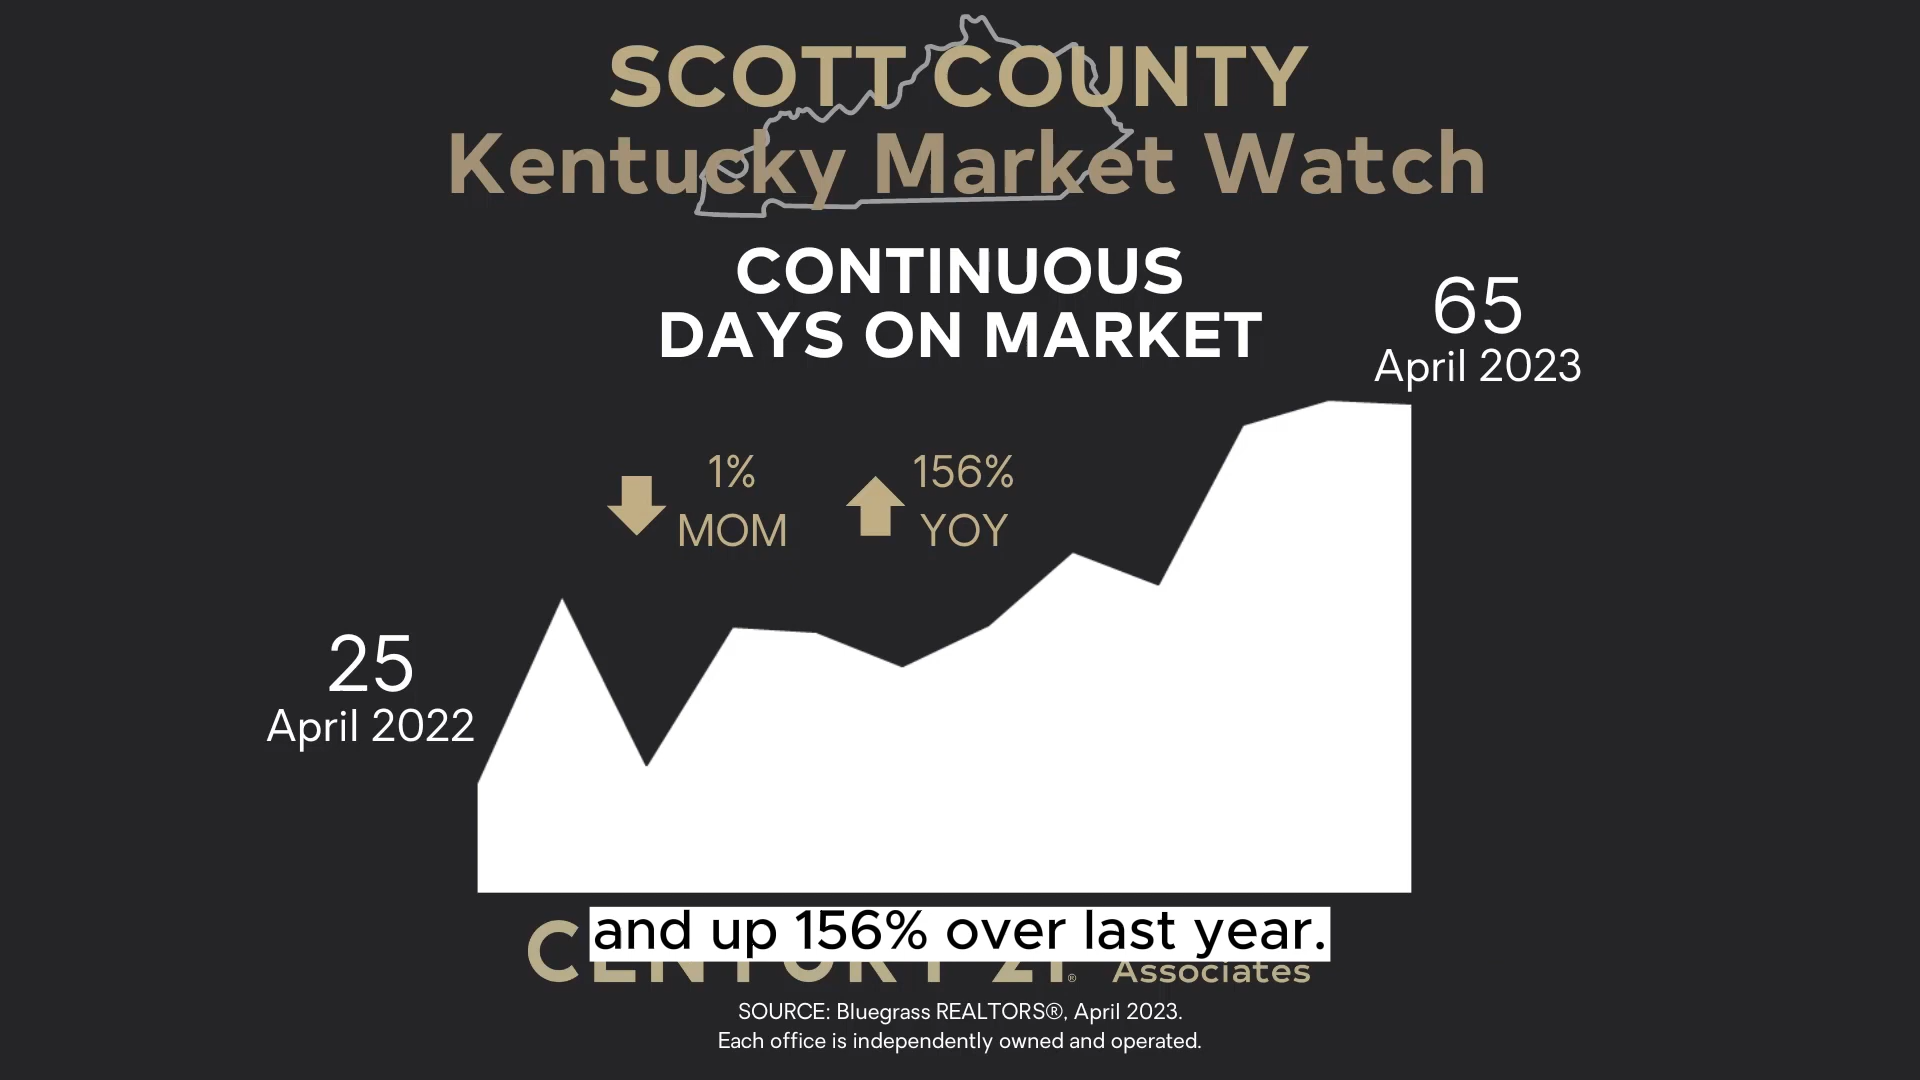 SCOTT COUNTY
Kentucky Market Watch
CONTINUOUS
DAYS ON MARKET
65
April 2023
1%
MOM
156%
YOY
25
April 2022
and up 156% over last year.
CENTURY 21®
Associates
SOURCE: Bluegrass REALTORS®, April 2023.
Each office is independently owned and operated.